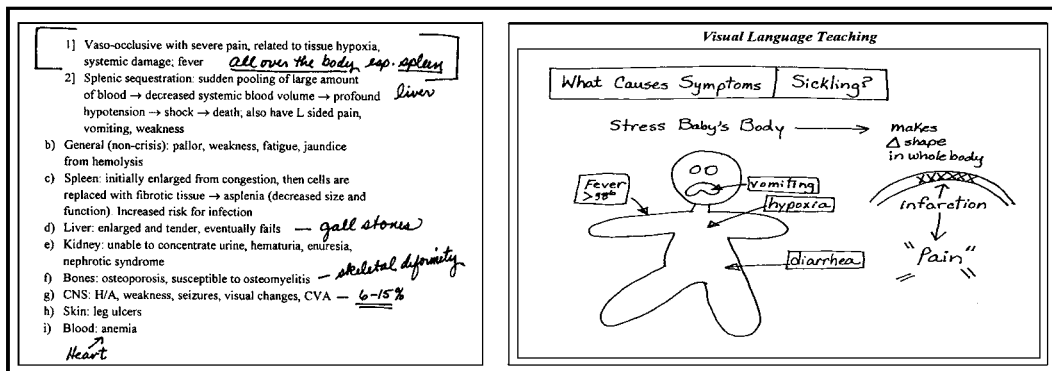 1] Vaso-occlusive with severe pain, related to tissue hypoxia,
systemic damage; fever all over the body esp. spleen
2] Splenic sequestration: sudden pooling of large amount liver
of blood → decreased systemic blood volume → profound
hypotension → shock → death; also have L sided pain,
vomiting, weakness
b) General (non-crisis): pallor, weakness, fatigue, jaundice
from hemolysis
c) Spleen: initially enlarged from congestion, then cells are
replaced with fibrotic tissue → asplenia (decreased size and
function). Increased risk for infection
d) Liver: enlarged and tender, eventually fails — gall stones
e) Kidney: unable to concentrate urine, hematuria, enuresia,
nephrotic syndrome
f) Bones: osteoporosis, susceptible to osteomyelitis — skeletal deformity
g) CNS: H/A, weakness, seizures, visual changes, CVA — 6-15%
h) Skin: leg ulcers
i) Blood: anemia
Heart
Visual Language Teaching
What Causes Symptoms Sickling?
Stress Baby's Body → makes
Δ shape
in whole body
Fever
vomiting
hypoxia
xxxxxx
infarction
diarrhea
"Pain"